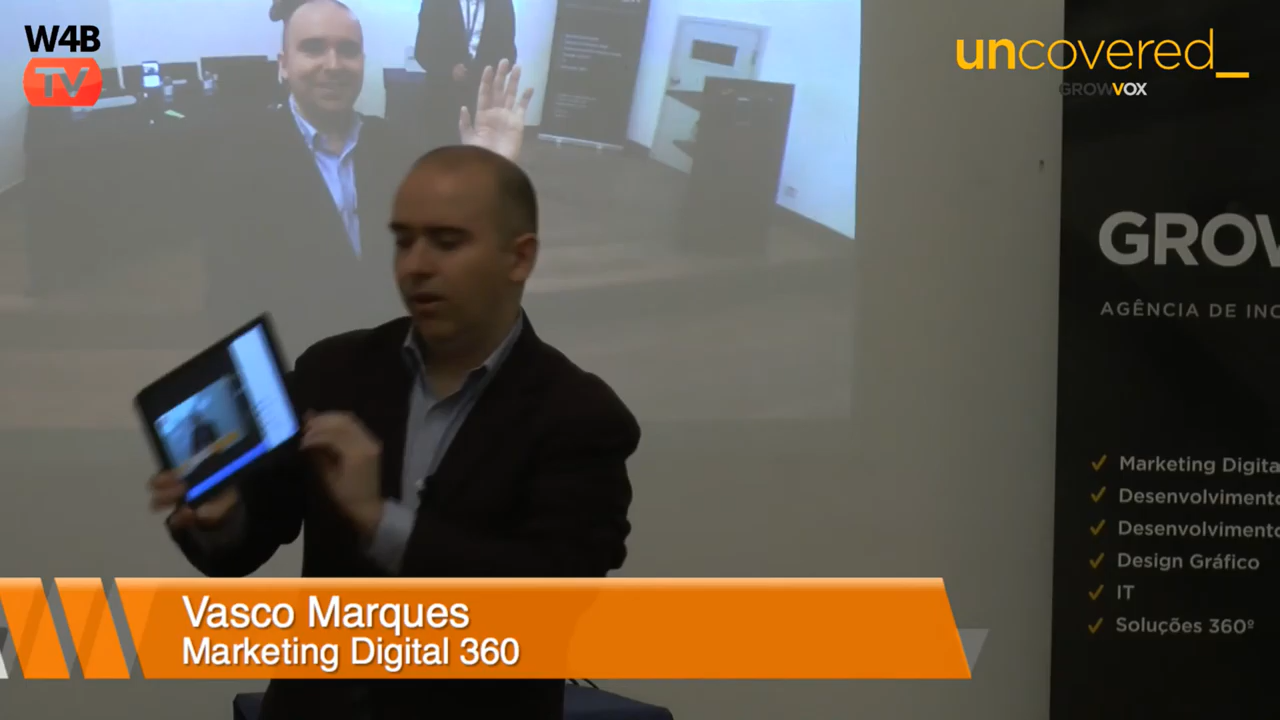 W4B
TV
uncovered_
GROWVOX
GROW
AGÊNCIA DE
Marketing Digita
Desenvolvimento
Desenvolvimento
Design Gráfico
IT
Soluções 360º
Vasco Marques
Marketing Digital 360